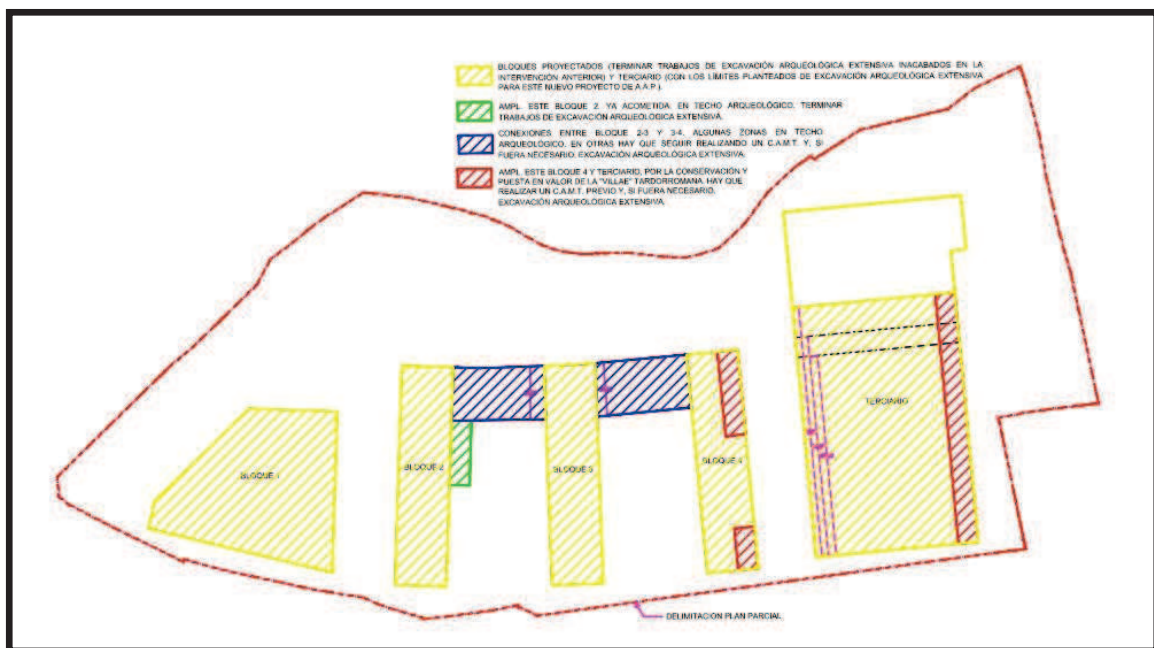 BLOQUES PROYECTADOS (TERMINAR TRABAJOS DE EXCAVACIÓN ARQUEOLÓGICA EXTENSIVA INACABADOS EN LA
INTERVENCIÓN ANTERIOR) Y TERCIARIO (CON LOS LÍMITES PLANTEADOS DE EXCAVACIÓN ARQUEOLÓGICA EXTENSIVA
PARA ESTE NUEVO PROYECTO DE A.A.P.).
AMPL. ESTE BLOQUE 2. YA ACOMETIDA. EN TECHO ARQUEOLÓGICO. TERMINAR
TRABAJOS DE EXCAVACIÓN ARQUEOLÓGICA EXTENSIVA.
CONEXIONES ENTRE BLOQUE 2-3 Y 3-4. ALGUNAS ZONAS EN TECHO
ARQUEOLÓGICO. EN OTRAS HAY QUE SEGUIR REALIZANDO UN C.A.M.T. Y, SI
FUERA NECESARIO, EXCAVACIÓN ARQUEOLÓGICA EXTENSIVA.
AMPL. ESTE BLOQUE 4 Y TERCIARIO, POR LA CONSERVACIÓN Y
PUESTA EN VALOR DE LA "VILLAE" TARDORROMANA. HAY QUE
REALIZAR UN C.A.M.T. PREVIO Y, SI FUERA NECESARIO,
EXCAVACIÓN ARQUEOLÓGICA EXTENSIVA.
TERCIARIO
BLOQUE 1
BLOQUE 2
BLOQUE 3
BLOQUE 4
DELIMITACION PLAN PARCIAL